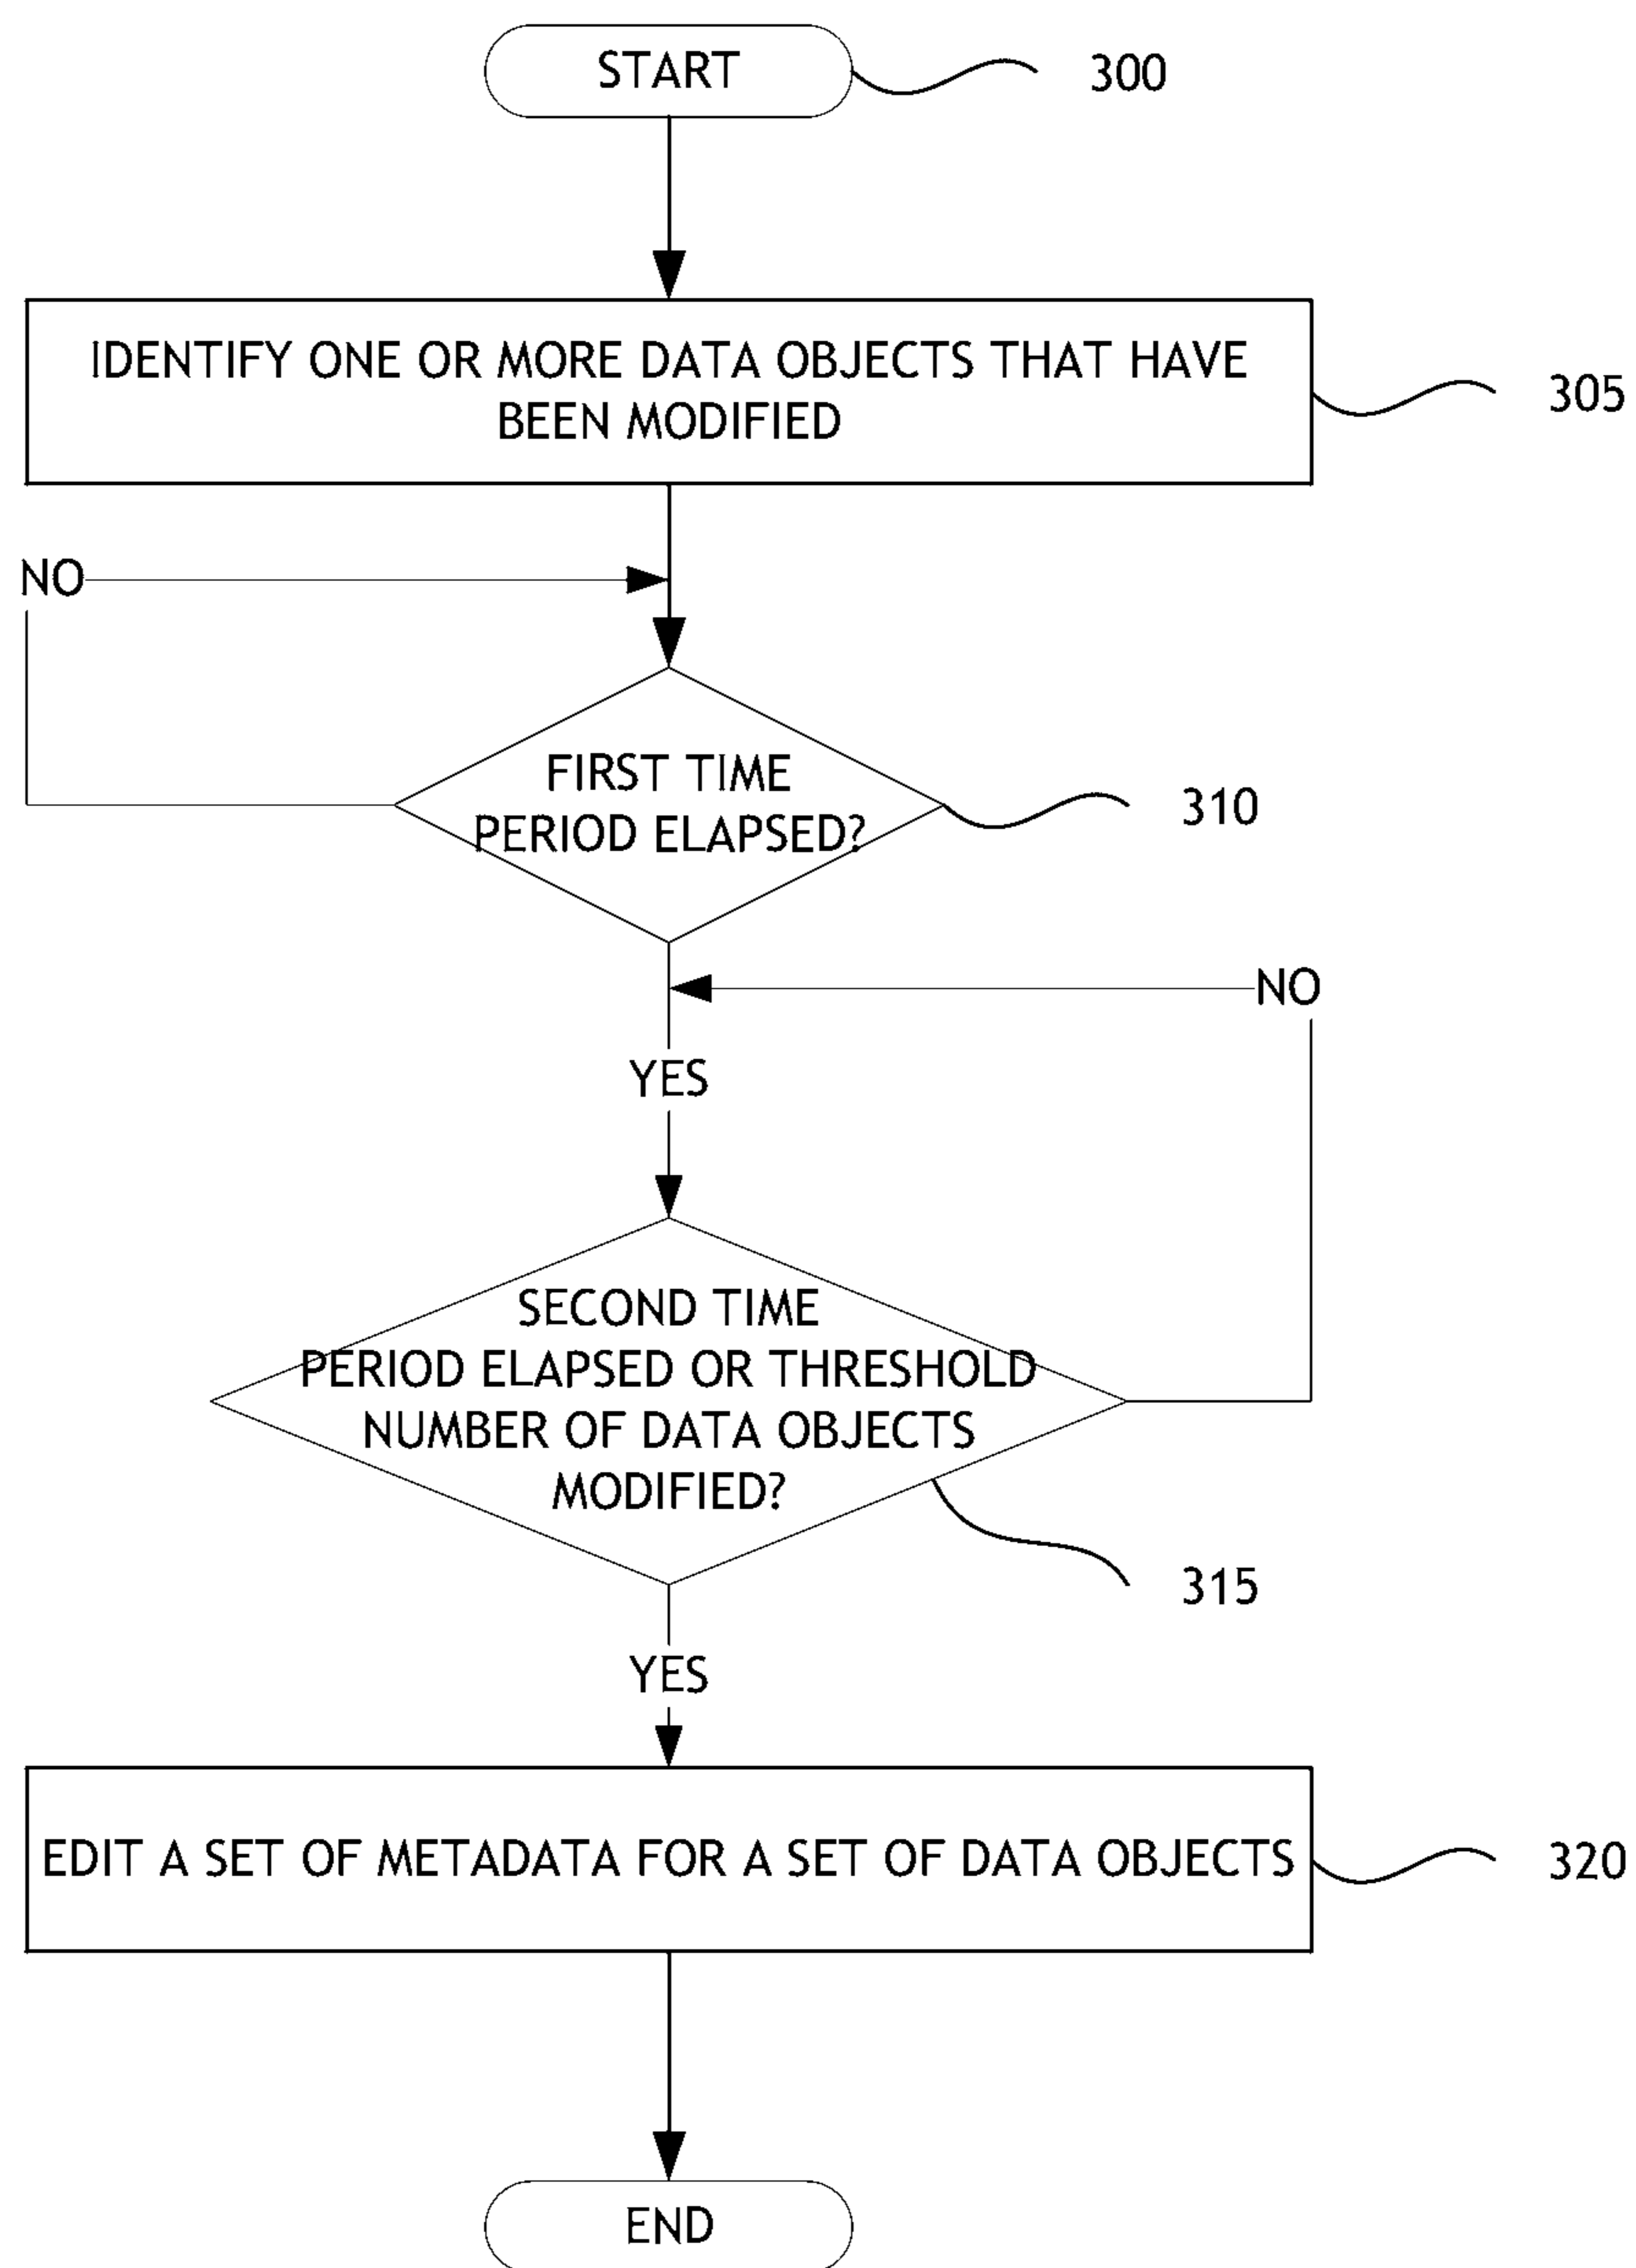 START
300
IDENTIFY ONE OR MORE DATA OBJECTS THAT HAVE
BEEN MODIFIED
305
NO
FIRST TIME
PERIOD ELAPSED?
310
NO
YES
SECOND TIME
PERIOD ELAPSED OR THRESHOLD
NUMBER OF DATA OBJECTS
MODIFIED?
315
YES
EDIT A SET OF METADATA FOR A SET OF DATA OBJECTS
320
END